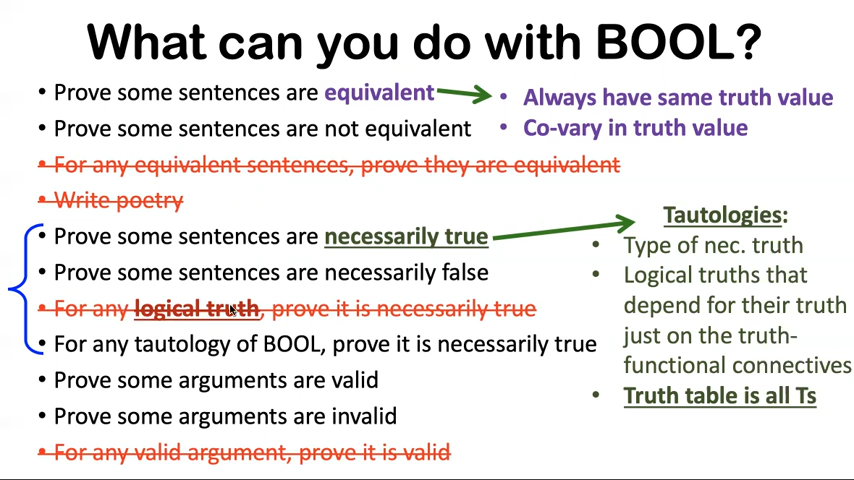 What can you do with BOOL?
• Prove some sentences are equivalent
• Always have same truth value
• Prove some sentences are not equivalent
• Co-vary in truth value
• For any equivalent sentences, prove they are equivalent
• Write poetry
• Prove some sentences are necessarily true
• Prove some sentences are necessarily false
• For any logical truth, prove it is necessarily true
• For any tautology of BOOL, prove it is necessarily true
• Prove some arguments are valid
• Prove some arguments are invalid
• For any valid argument, prove it is valid
Tautologies:
• Type of nec. truth
• Logical truths that
depend for their truth
just on the truth-
functional connectives
• Truth table is all Ts